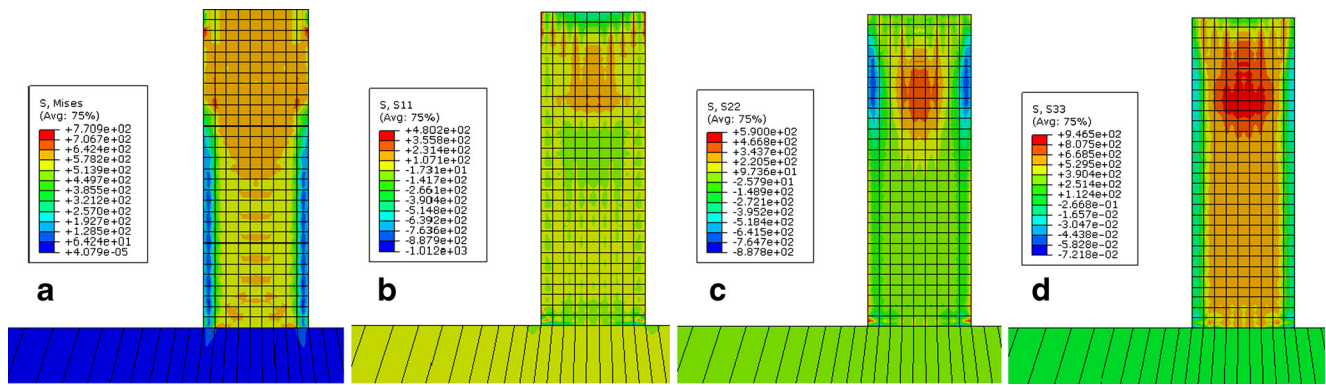 S, Mises
(Avg: 75%)
+7.709e+02
+7.067e+02
+6.424e+02
+5.782e+02
+5.139e+02
+4.497e+02
+3.855e+02
+3.212e+02
+2.570e+02
+1.927e+02
+1.285e+02
+6.424e+01
+4.079e-05
a
S, S11
(Avg: 75%)
+4.802e+02
+3.558e+02
+2.314e+02
+1.071e+02
-1.731e+01
-1.417e+02
-2.661e+02
-3.904e+02
-5.148e+02
-6.392e+02
-7.636e+02
-8.879e+02
-1.012e+03
b
S, S22
(Avg: 75%)
+5.900e+02
+4.668e+02
+3.437e+02
+2.205e+02
+9.736e+01
-2.579e+01
-1.489e+02
-2.721e+02
-3.952e+02
-5.184e+02
-6.415e+02
-7.647e+02
-8.878e+02
c
S, S33
(Avg: 75%)
+9.465e+02
+8.075e+02
+6.685e+02
+5.295e+02
+3.904e+02
+2.514e+02
+1.124e+02
-2.668e-01
-1.657e-02
-3.047e-02
-4.438e-02
-5.828e-02
-7.218e-02
d